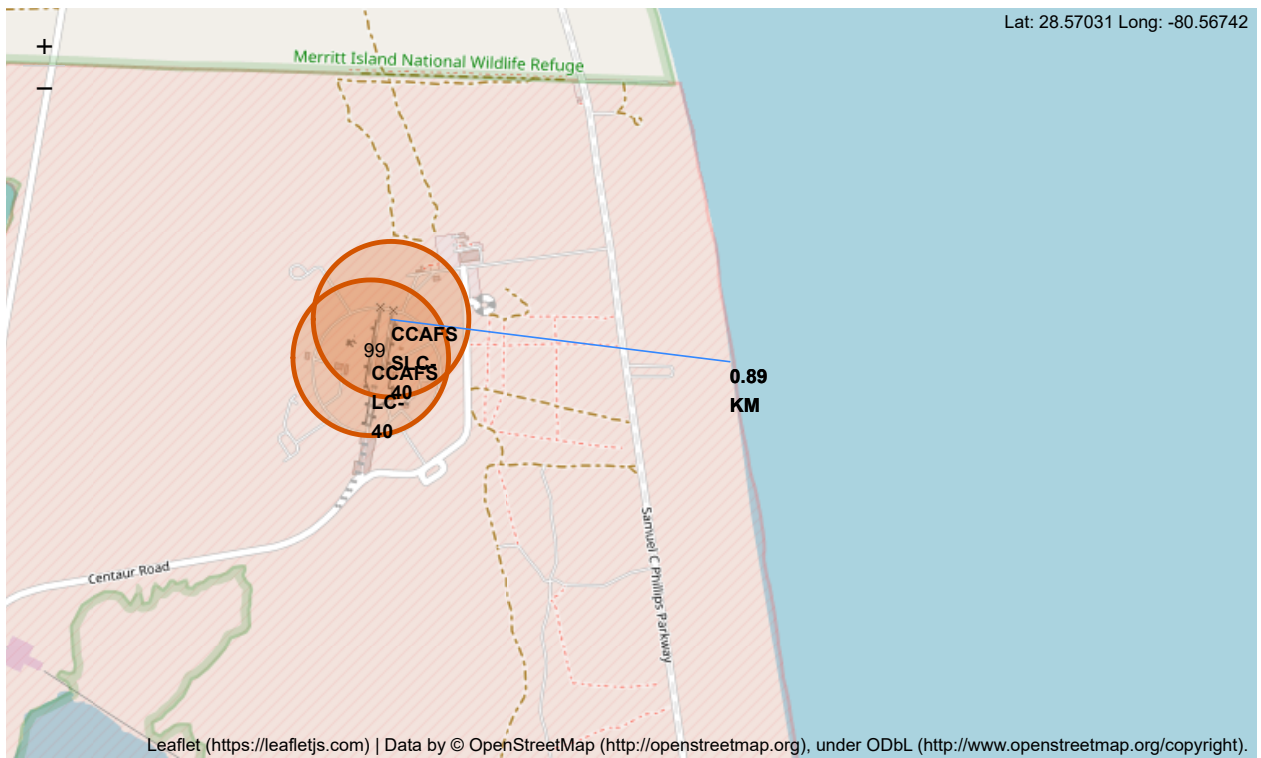 Lat: 28.57031 Long: -80.56742
+
−
Merritt Island National Wildlife Refuge
99
CCAFS
SLC-
40
CCAFS
LC-
40
0.89
KM
Samuel C Phillips Parkway
Centaur Road
Leaflet (https://leafletjs.com) | Data by © OpenStreetMap (http://openstreetmap.org), under ODbL (http://www.openstreetmap.org/copyright).